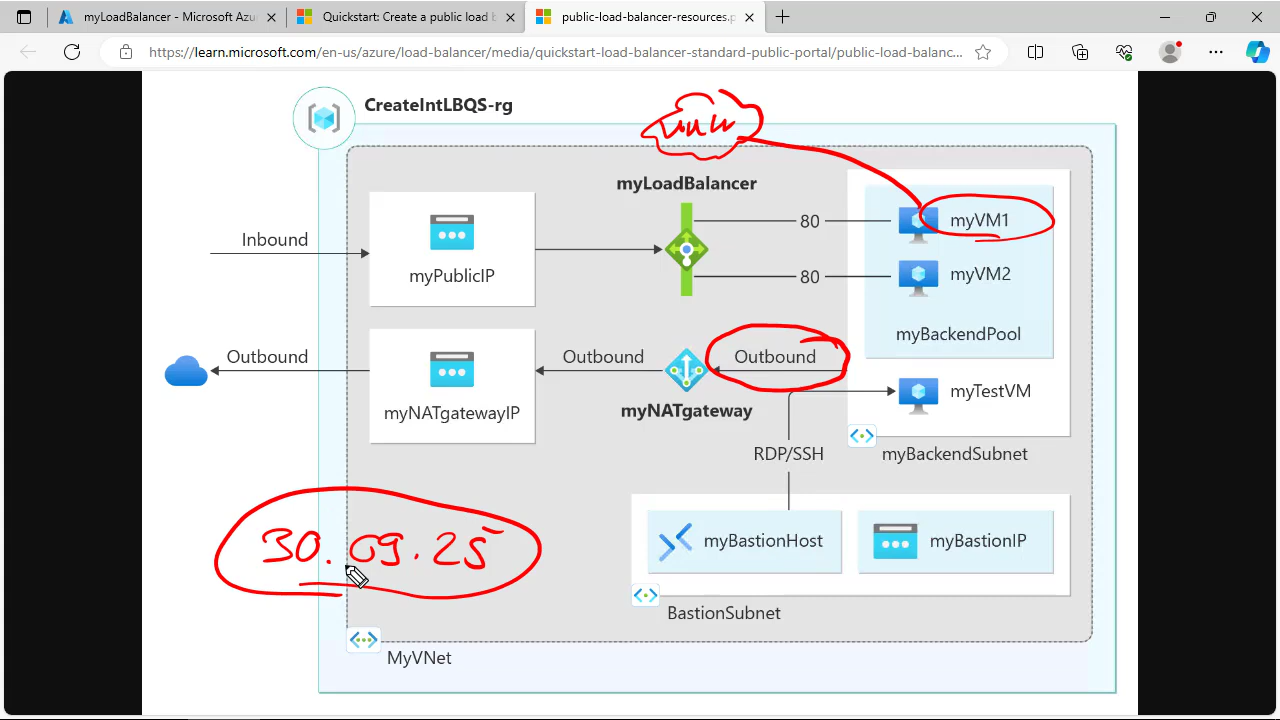 myLoadBalancer - Microsoft Azu
Quickstart: Create a public load b
public-load-balancer-resources.p
https://learn.microsoft.com/en-us/azure/load-balancer/media/quickstart-load-balancer-standard-public-portal/public-load-balanc...
CreateIntLBQS-rg
www
myLoadBalancer
Inbound
myPublicIP
80
myVM1
80
myVM2
myBackendPool
Outbound
myNATgatewayIP
Outbound
myNATgateway
Outbound
myTestVM
RDP/SSH
myBackendSubnet
30.09.25
myBastionHost
myBastionIP
BastionSubnet
MyVNet